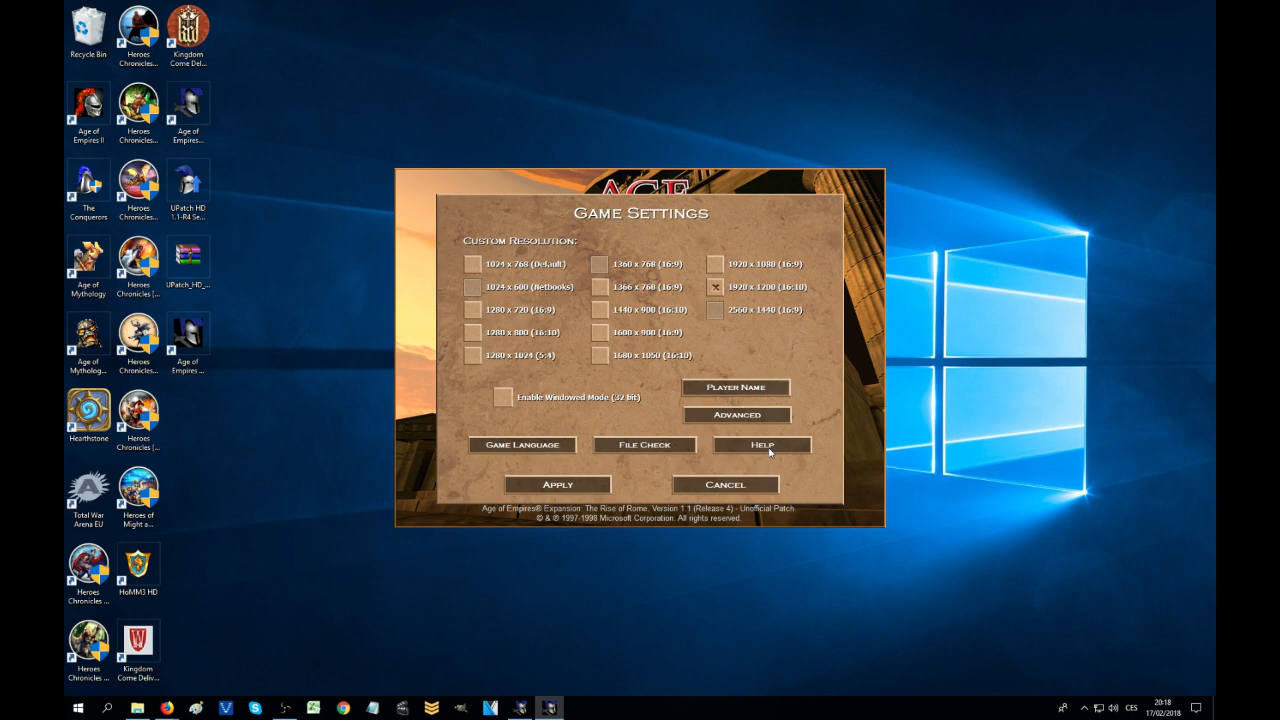 Recycle Bin
Heroes
Chronicles...
Kingdom
Come Del...
Age of
Empires II
Heroes
Chronicles...
Age of
Empires...
The
Conquerors
Heroes
Chronicles...
UPatch HD
1.1-R4 Se...
Age of
Mythology
Heroes
Chronicles [...
UPatch_HD_...
Age of
Mytholog...
Heroes
Chronicles...
Age of
Empires ...
Hearthstone
Heroes
Chronicles [...
Total War
Arena EU
Heroes of
Might a...
Heroes
Chronicles ...
HoMM3 HD
Heroes
Chronicles ...
Kingdom
Come Deliv...
AGE
GAME SETTINGS
CUSTOM RESOLUTION:
1024 x 768 (Default)
1360 x 768 (16:9)
1920 x 1080 (16:9)
1024 x 600 (Netbooks)
1366 x 768 (16:9)
1920 x 1200 (16:10)
1280 x 720 (16:9)
1440 x 900 (16:10)
2560 x 1440 (16:9)
1280 x 800 (16:10)
1600 x 900 (16:9)
1280 x 1024 (5:4)
1680 x 1050 (16:10)
Enable Windowed Mode (32 bit)
PLAYER NAME
ADVANCED
GAME LANGUAGE
FILE CHECK
HELP
APPLY
CANCEL
Age of Empires® Expansion: The Rise of Rome. Version 1.1 (Release 4) - Unofficial Patch.
© & ® 1997-1998 Microsoft Corporation. All rights reserved.
CES
20:18
17/02/2018